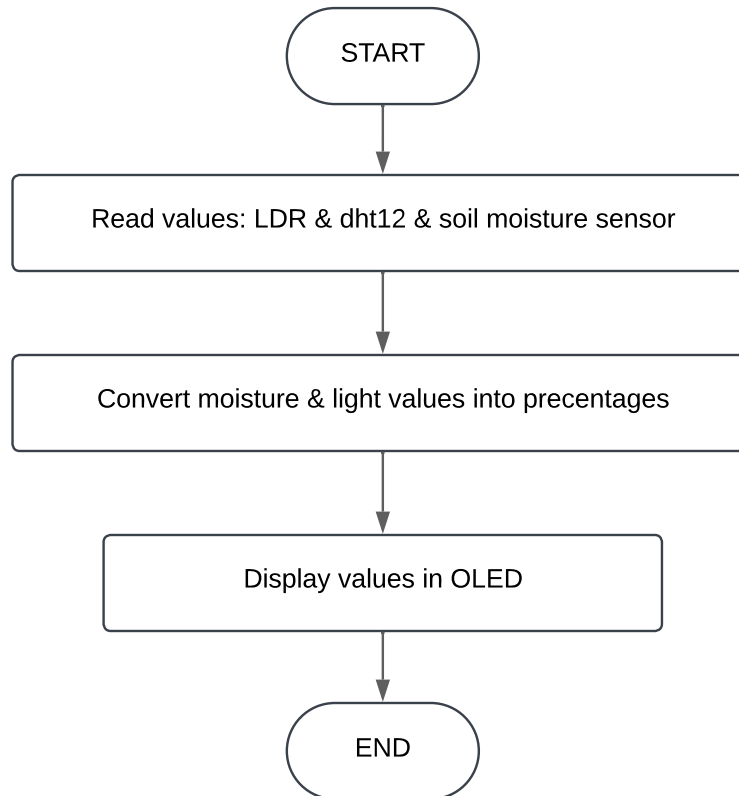 START
Read values: LDR & dht12 & soil moisture sensor
Convert moisture & light values into precentages
Display values in OLED
END